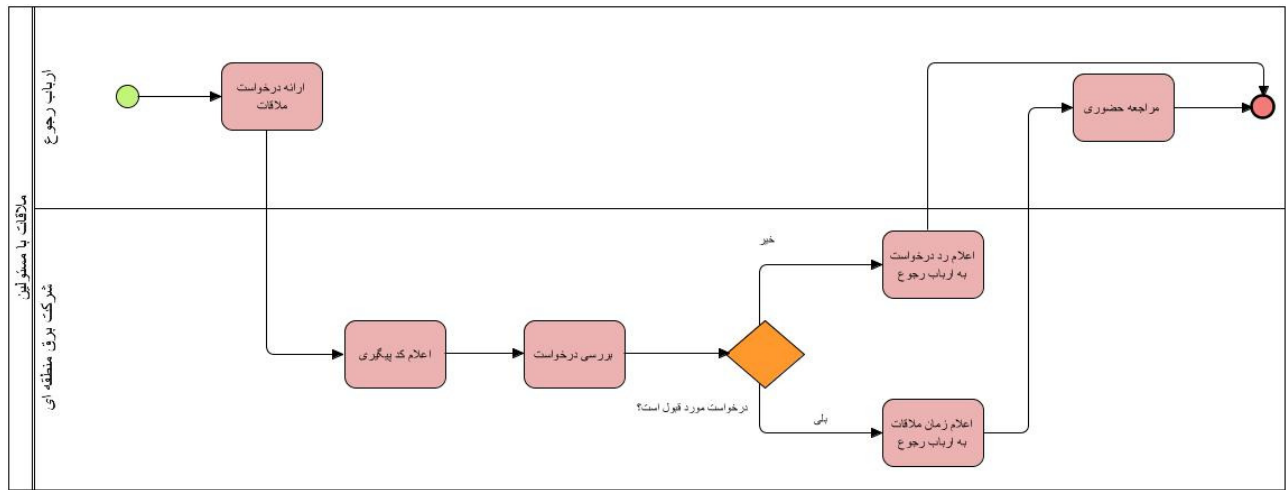 ملاقات با مسئولین
ارباب رجوع
ارائه درخواست
ملاقات
مراجعه حضوری
شرکت برق منطقه ای
اعلام کد پیگیری
بررسی درخواست
درخواست مورد قبول است؟
خیر
اعلام رد درخواست
به ارباب رجوع
بلی
اعلام زمان ملاقات
به ارباب رجوع